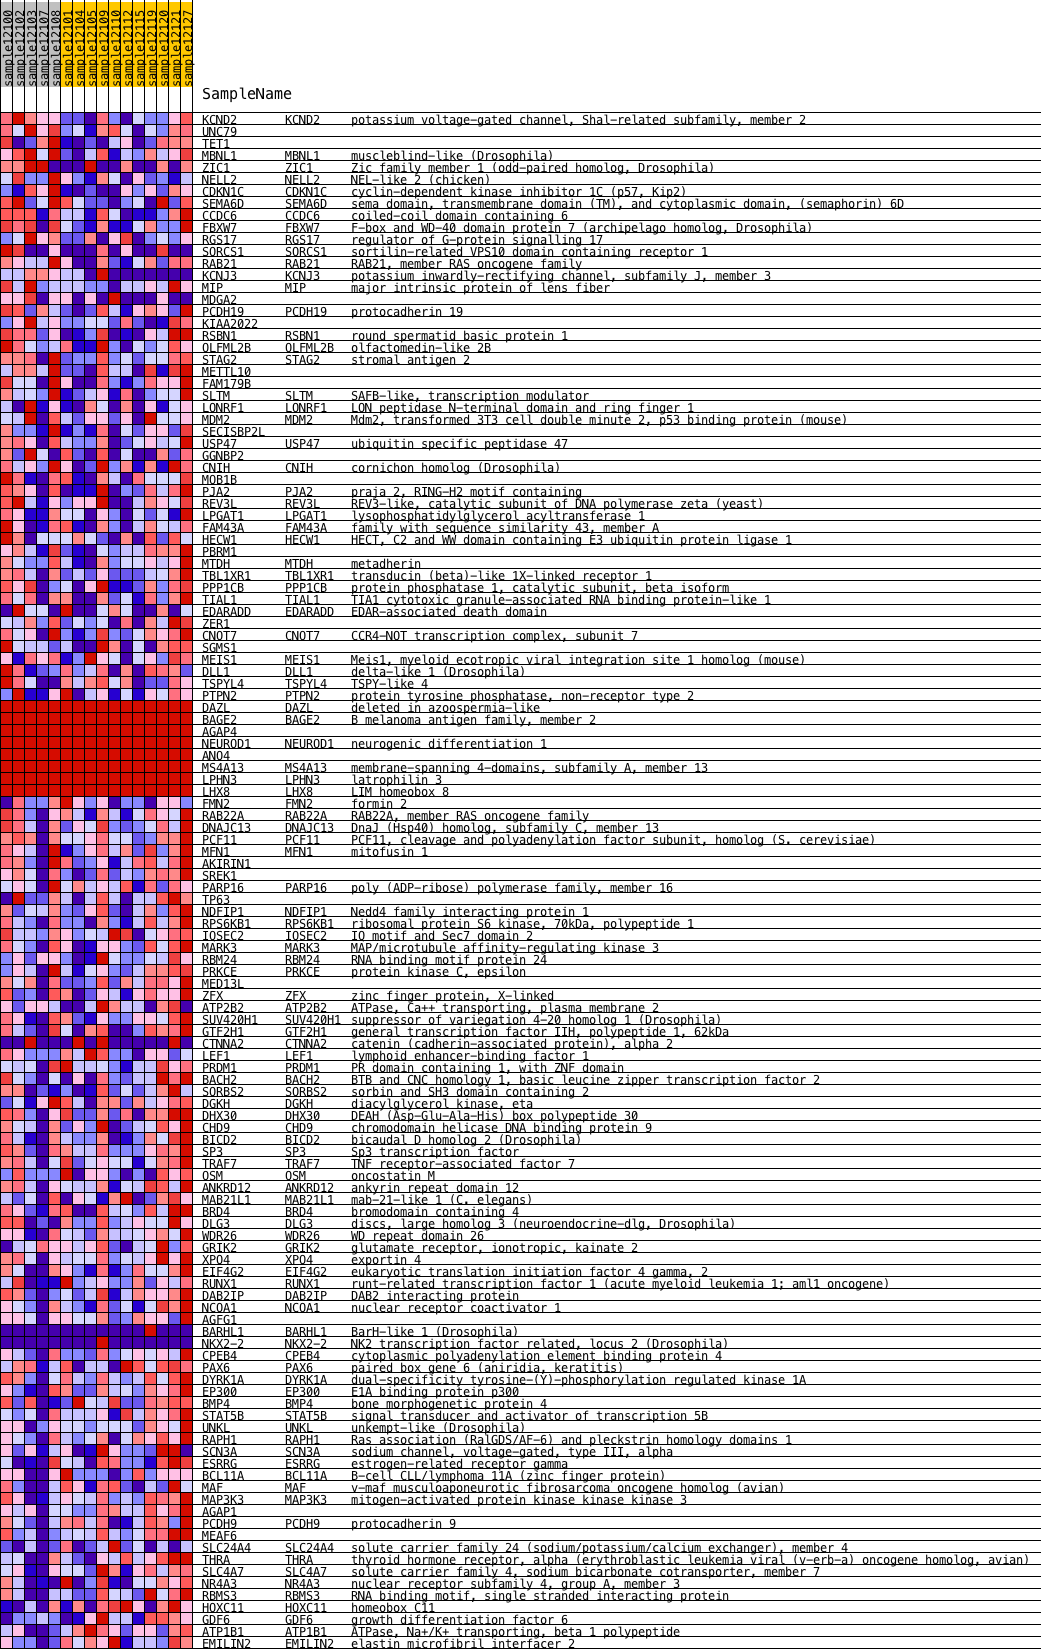 sample12100 sample12102 sample12103 sample12107 sample12108 sample12101 sample12104 sample12105 sample12109 sample12110 sample12112 sample12115 sample12119 sample12120 sample12121 sample12127
SampleName
KCND2 KCND2 potassium voltage-gated channel, Shal-related subfamily, member 2
UNC79
TET1
MBNL1 MBNL1 muscleblind-like (Drosophila)
ZIC1 ZIC1 Zic family member 1 (odd-paired homolog, Drosophila)
NELL2 NELL2 NEL-like 2 (chicken)
CDKN1C CDKN1C cyclin-dependent kinase inhibitor 1C (p57, Kip2)
SEMA6D SEMA6D sema domain, transmembrane domain (TM), and cytoplasmic domain, (semaphorin) 6D
CCDC6 CCDC6 coiled-coil domain containing 6
FBXW7 FBXW7 F-box and WD-40 domain protein 7 (archipelago homolog, Drosophila)
RGS17 RGS17 regulator of G-protein signalling 17
SORCS1 SORCS1 sortilin-related VPS10 domain containing receptor 1
RAB21 RAB21 RAB21, member RAS oncogene family
KCNJ3 KCNJ3 potassium inwardly-rectifying channel, subfamily J, member 3
MIP MIP major intrinsic protein of lens fiber
MDGA2
PCDH19 PCDH19 protocadherin 19
KIAA2022
RSBN1 RSBN1 round spermatid basic protein 1
OLFML2B OLFML2B olfactomedin-like 2B
STAG2 STAG2 stromal antigen 2
METTL10
FAM179B
SLTM SLTM SAFB-like, transcription modulator
LONRF1 LONRF1 LON peptidase N-terminal domain and ring finger 1
MDM2 MDM2 Mdm2, transformed 3T3 cell double minute 2, p53 binding protein (mouse)
SECISBP2L
USP47 USP47 ubiquitin specific peptidase 47
GGNBP2
CNIH CNIH cornichon homolog (Drosophila)
MOB1B
PJA2 PJA2 praja 2, RING-H2 motif containing
REV3L REV3L REV3-like, catalytic subunit of DNA polymerase zeta (yeast)
LPGAT1 LPGAT1 lysophosphatidylglycerol acyltransferase 1
FAM43A FAM43A family with sequence similarity 43, member A
HECW1 HECW1 HECT, C2 and WW domain containing E3 ubiquitin protein ligase 1
PBRM1
MTDH MTDH metadherin
TBL1XR1 TBL1XR1 transducin (beta)-like 1X-linked receptor 1
PPP1CB PPP1CB protein phosphatase 1, catalytic subunit, beta isoform
TIAL1 TIAL1 TIA1 cytotoxic granule-associated RNA binding protein-like 1
EDARADD EDARADD EDAR-associated death domain
ZER1
CNOT7 CNOT7 CCR4-NOT transcription complex, subunit 7
SGMS1
MEIS1 MEIS1 Meis1, myeloid ecotropic viral integration site 1 homolog (mouse)
DLL1 DLL1 delta-like 1 (Drosophila)
TSPYL4 TSPYL4 TSPY-like 4
PTPN2 PTPN2 protein tyrosine phosphatase, non-receptor type 2
DAZL DAZL deleted in azoospermia-like
BAGE2 BAGE2 B melanoma antigen family, member 2
AGAP4
NEUROD1 NEUROD1 neurogenic differentiation 1
ANO4
MS4A13 MS4A13 membrane-spanning 4-domains, subfamily A, member 13
LPHN3 LPHN3 latrophilin 3
LHX8 LHX8 LIM homeobox 8
FMN2 FMN2 formin 2
RAB22A RAB22A RAB22A, member RAS oncogene family
DNAJC13 DNAJC13 DnaJ (Hsp40) homolog, subfamily C, member 13
PCF11 PCF11 PCF11, cleavage and polyadenylation factor subunit, homolog (S. cerevisiae)
MFN1 MFN1 mitofusin 1
AKIRIN1
SREK1
PARP16 PARP16 poly (ADP-ribose) polymerase family, member 16
TP63
NDFIP1 NDFIP1 Nedd4 family interacting protein 1
RPS6KB1 RPS6KB1 ribosomal protein S6 kinase, 70kDa, polypeptide 1
IQSEC2 IQSEC2 IQ motif and Sec7 domain 2
MARK3 MARK3 MAP/microtubule affinity-regulating kinase 3
RBM24 RBM24 RNA binding motif protein 24
PRKCE PRKCE protein kinase C, epsilon
MED13L
ZFX ZFX zinc finger protein, X-linked
ATP2B2 ATP2B2 ATPase, Ca++ transporting, plasma membrane 2
SUV420H1 SUV420H1 suppressor of variegation 4-20 homolog 1 (Drosophila)
GTF2H1 GTF2H1 general transcription factor IIH, polypeptide 1, 62kDa
CTNNA2 CTNNA2 catenin (cadherin-associated protein), alpha 2
LEF1 LEF1 lymphoid enhancer-binding factor 1
PRDM1 PRDM1 PR domain containing 1, with ZNF domain
BACH2 BACH2 BTB and CNC homology 1, basic leucine zipper transcription factor 2
SORBS2 SORBS2 sorbin and SH3 domain containing 2
DGKH DGKH diacylglycerol kinase, eta
DHX30 DHX30 DEAH (Asp-Glu-Ala-His) box polypeptide 30
CHD9 CHD9 chromodomain helicase DNA binding protein 9
BICD2 BICD2 bicaudal D homolog 2 (Drosophila)
SP3 SP3 Sp3 transcription factor
TRAF7 TRAF7 TNF receptor-associated factor 7
OSM OSM oncostatin M
ANKRD12 ANKRD12 ankyrin repeat domain 12
MAB21L1 MAB21L1 mab-21-like 1 (C. elegans)
BRD4 BRD4 bromodomain containing 4
DLG3 DLG3 discs, large homolog 3 (neuroendocrine-dlg, Drosophila)
WDR26 WDR26 WD repeat domain 26
GRIK2 GRIK2 glutamate receptor, ionotropic, kainate 2
XPO4 XPO4 exportin 4
EIF4G2 EIF4G2 eukaryotic translation initiation factor 4 gamma, 2
RUNX1 RUNX1 runt-related transcription factor 1 (acute myeloid leukemia 1; aml1 oncogene)
DAB2IP DAB2IP DAB2 interacting protein
NCOA1 NCOA1 nuclear receptor coactivator 1
AGFG1
BARHL1 BARHL1 BarH-like 1 (Drosophila)
NKX2-2 NKX2-2 NK2 transcription factor related, locus 2 (Drosophila)
CPEB4 CPEB4 cytoplasmic polyadenylation element binding protein 4
PAX6 PAX6 paired box gene 6 (aniridia, keratitis)
DYRK1A DYRK1A dual-specificity tyrosine-(Y)-phosphorylation regulated kinase 1A
EP300 EP300 E1A binding protein p300
BMP4 BMP4 bone morphogenetic protein 4
STAT5B STAT5B signal transducer and activator of transcription 5B
UNKL UNKL unkempt-like (Drosophila)
RAPH1 RAPH1 Ras association (RalGDS/AF-6) and pleckstrin homology domains 1
SCN3A SCN3A sodium channel, voltage-gated, type III, alpha
ESRRG ESRRG estrogen-related receptor gamma
BCL11A BCL11A B-cell CLL/lymphoma 11A (zinc finger protein)
MAF MAF v-maf musculoaponeurotic fibrosarcoma oncogene homolog (avian)
MAP3K3 MAP3K3 mitogen-activated protein kinase kinase kinase 3
AGAP1
PCDH9 PCDH9 protocadherin 9
MEAF6
SLC24A4 SLC24A4 solute carrier family 24 (sodium/potassium/calcium exchanger), member 4
THRA THRA thyroid hormone receptor, alpha (erythroblastic leukemia viral (v-erb-a) oncogene homolog, avian)
SLC4A7 SLC4A7 solute carrier family 4, sodium bicarbonate cotransporter, member 7
NR4A3 NR4A3 nuclear receptor subfamily 4, group A, member 3
RBMS3 RBMS3 RNA binding motif, single stranded interacting protein
HOXC11 HOXC11 homeobox C11
GDF6 GDF6 growth differentiation factor 6
ATP1B1 ATP1B1 ATPase, Na+/K+ transporting, beta 1 polypeptide
EMILIN2 EMILIN2 elastin microfibril interfacer 2